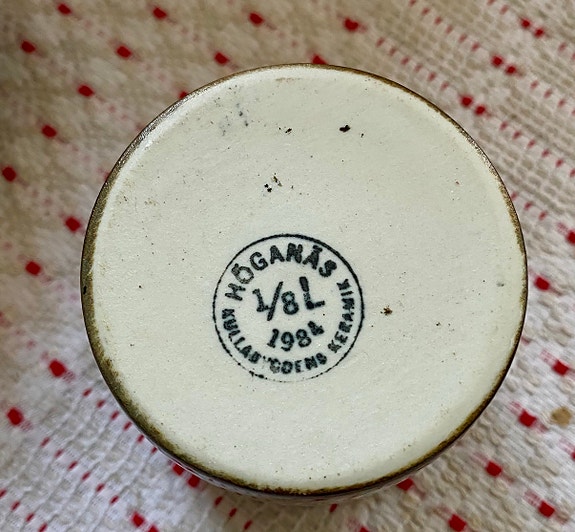 HÖGANÄS
1/8 L
1984
KULLABYGDENS KERAMIK